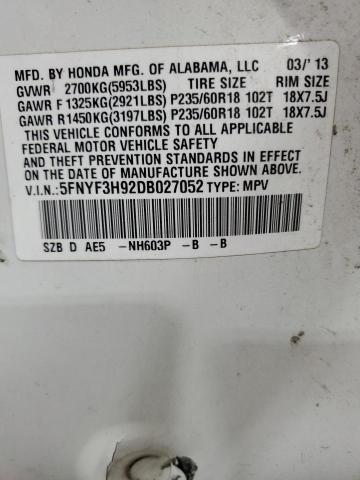 MFD. BY HONDA MFG. OF ALABAMA, LLC 03/'13
GVWR 2700KG(5953LBS) TIRE SIZE RIM SIZE
GAWR F 1325KG(2921LBS) P235/60R18 102T 18X7.5J
GAWR R1450KG(3197LBS) P235/60R18 102T 18X7.5J
THIS VEHICLE CONFORMS TO ALL APPLICABLE
FEDERAL MOTOR VEHICLE SAFETY AND
THEFT PREVENTION STANDARDS IN EFFECT
ON THE DATE OF MANUFACTURE SHOWN
ABOVE.
V.I.N.: 5FNYF3H92DB027052 TYPE: MPV
SZB D AE5 -NH603P -B -B